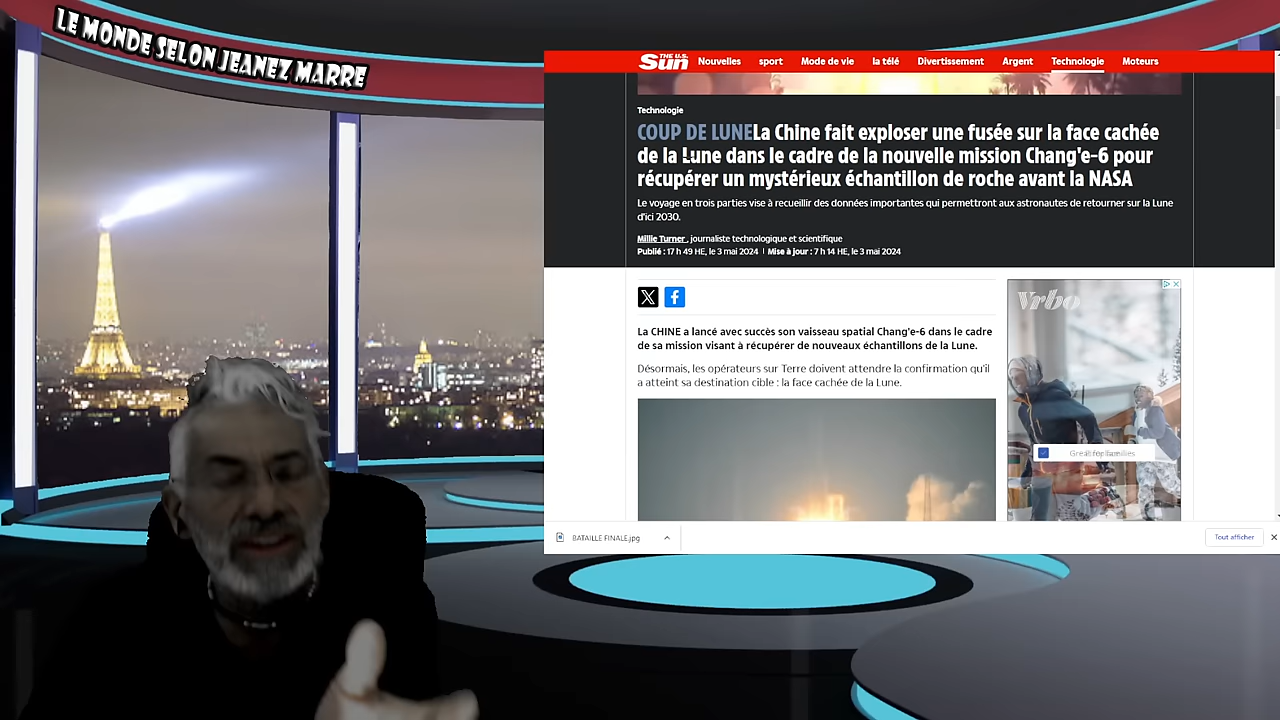 LE MONDE SELON JEANEZ MARRE
THE U.S. Sun Nouvelles sport Mode de vie la télé Divertissement Argent Technologie Moteurs
Technologie
COUP DE LUNELa Chine fait exploser une fusée sur la face cachée
de la Lune dans le cadre de la nouvelle mission Chang'e-6 pour
récupérer un mystérieux échantillon de roche avant la NASA
Le voyage en trois parties vise à recueillir des données importantes qui permettront aux astronautes de retourner sur la Lune
d'ici 2030.
Millie Turner , journaliste technologique et scientifique
Publié : 17 h 49 HE, le 3 mai 2024 | Mise à jour : 7 h 14 HE, le 3 mai 2024
La CHINE a lancé avec succès son vaisseau spatial Chang'e-6 dans le cadre
de sa mission visant à récupérer de nouveaux échantillons de la Lune.
Désormais, les opérateurs sur Terre doivent attendre la confirmation qu'il
a atteint sa destination cible : la face cachée de la Lune.
Vrbo
BATAILLE FINALE.jpg
Tout afficher